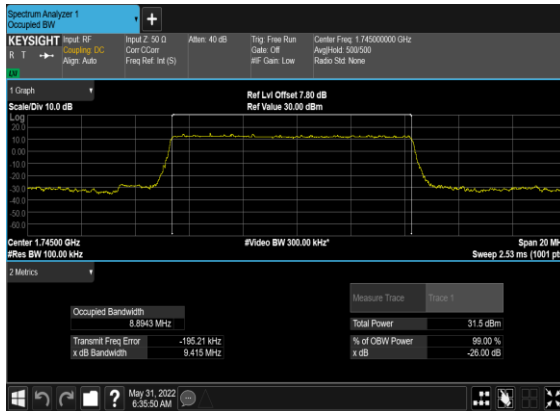 Spectrum Analyzer 1
Occupied BW
KEYSIGHT
R T
LXI
Input: RF
Coupling: DC
Align: Auto
Input Z: 50 Ω
Corr CCorr
Freq Ref: Int (S)
Atten: 40 dB
Trig: Free Run
Gate: Off
#IF Gain: Low
Center Freq: 1.745000000 GHz
Avg|Hold: 500/500
Radio Std: None
1 Graph
Scale/Div 10.0 dB
Ref Lvl Offset 7.80 dB
Ref Value 30.00 dBm
Log
20.0
10.0
0.00
-10.0
-20.0
-30.0
-40.0
-50.0
-60.0
Center 1.74500 GHz
#Res BW 100.00 kHz
#Video BW 300.00 kHz*
Span 20 MH
Sweep 2.53 ms (1001 pt
2 Metrics
Measure Trace Trace 1
Occupied Bandwidth
8.8943 MHz
Transmit Freq Error -195.21 kHz
x dB Bandwidth 9.415 MHz
Total Power 31.5 dBm
% of OBW Power 99.00 %
x dB -26.00 dB
?
May 31, 2022
6:35:50 AM